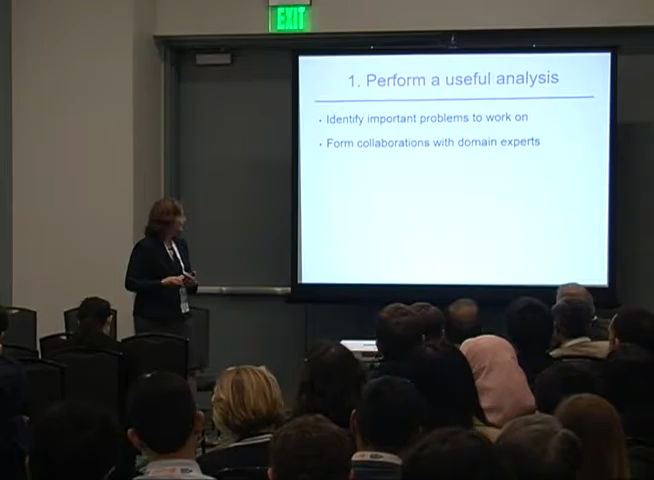 EXIT
1. Perform a useful analysis
• Identify important problems to work on
• Form collaborations with domain experts